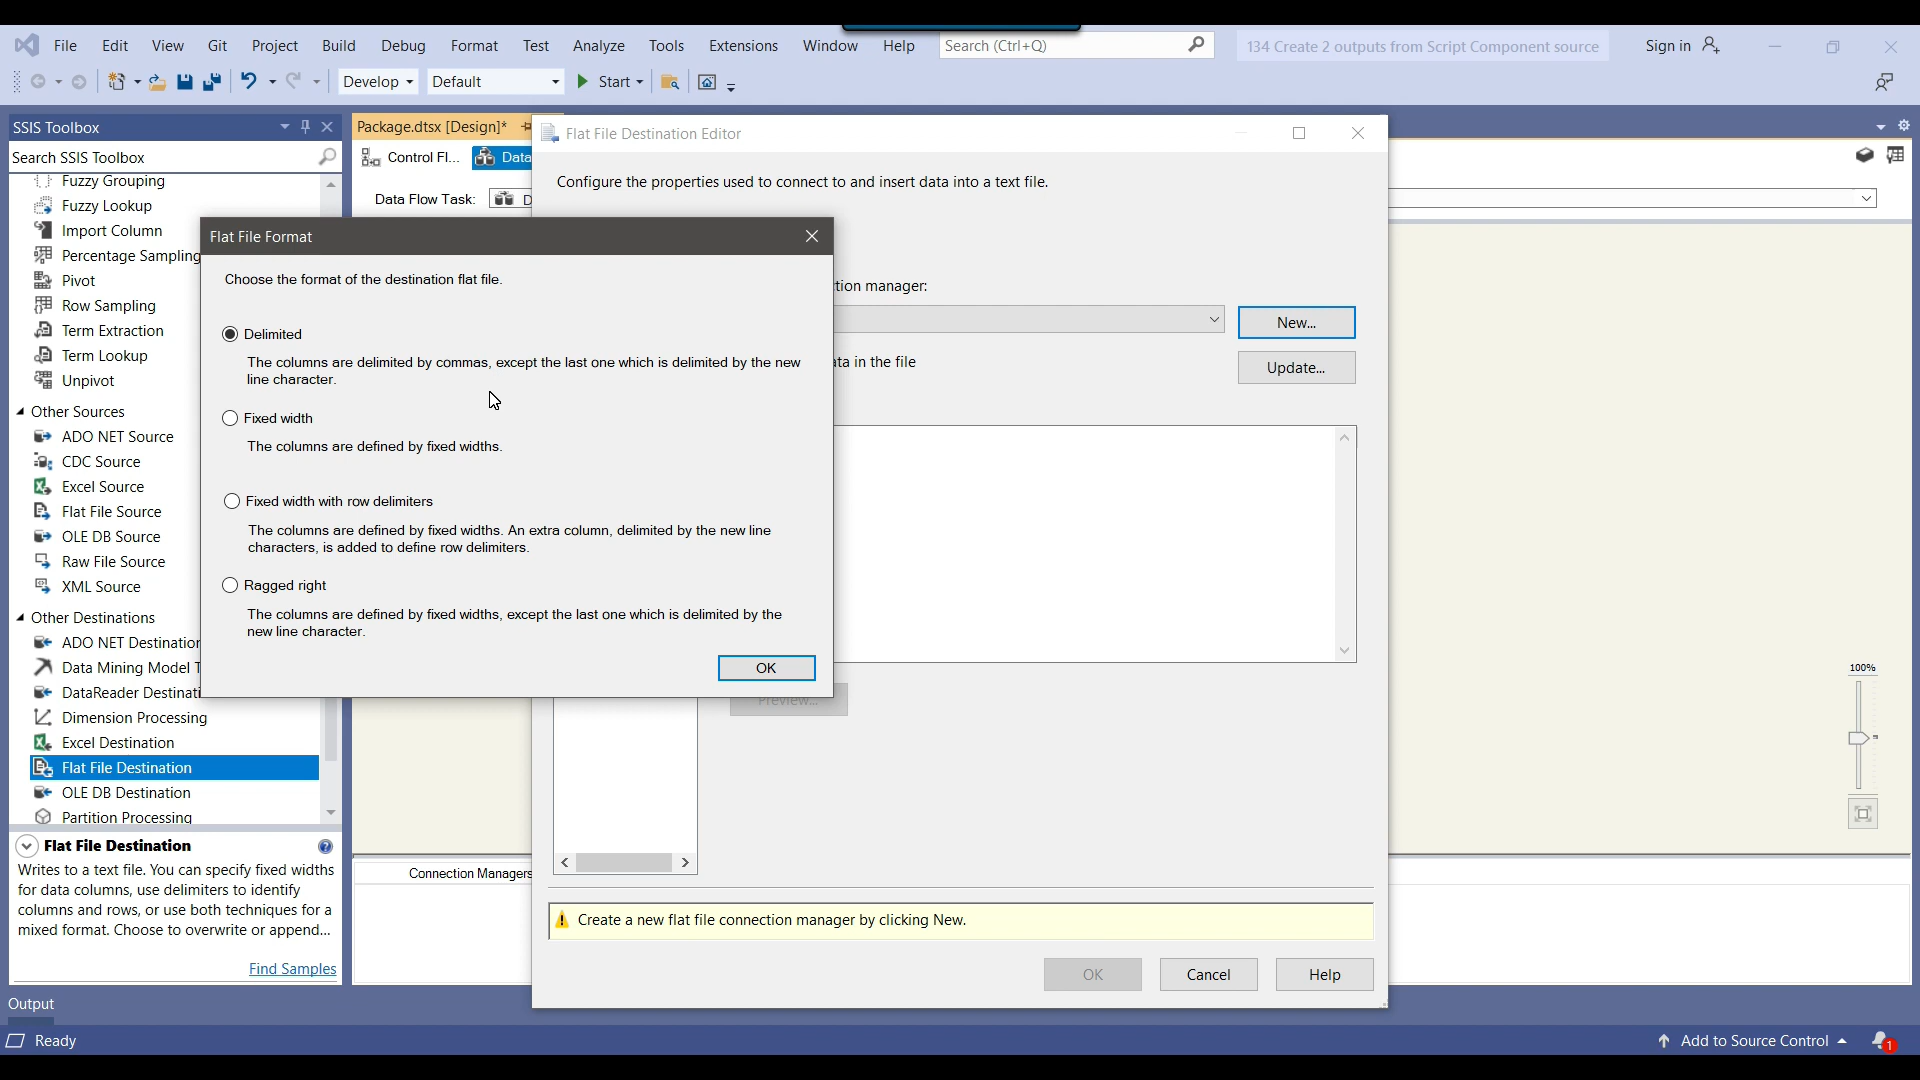 File Edit View Git Project Build Debug Format Test Analyze Tools Extensions Window Help Search (Ctrl+Q) 134 Create 2 outputs from Script Component source Sign in
Develop Default Start
SSIS Toolbox
Search SSIS Toolbox
Fuzzy Grouping
Fuzzy Lookup
Import Column
Percentage Sampling
Pivot
Row Sampling
Term Extraction
Term Lookup
Unpivot
Other Sources
ADO NET Source
CDC Source
Excel Source
Flat File Source
OLE DB Source
Raw File Source
XML Source
Other Destinations
ADO NET Destination
Data Mining Model T
DataReader Destinati
Dimension Processing
Excel Destination
Flat File Destination
OLE DB Destination
Partition Processing
Flat File Destination
Writes to a text file. You can specify fixed widths
for data columns, use delimiters to identify
columns and rows, or use both techniques for a
mixed format. Choose to overwrite or append...
Find Samples
Package.dtsx [Design]*
Control Fl... Data
Data Flow Task: D
Connection Managers
100%
Flat File Destination Editor
Configure the properties used to connect to and insert data into a text file.
tion manager:
New...
ata in the file
Update...
Preview...
Create a new flat file connection manager by clicking New.
OK Cancel Help
Flat File Format
Choose the format of the destination flat file.
Delimited
The columns are delimited by commas, except the last one which is delimited by the new
line character.
Fixed width
The columns are defined by fixed widths.
Fixed width with row delimiters
The columns are defined by fixed widths. An extra column, delimited by the new line
characters, is added to define row delimiters.
Ragged right
The columns are defined by fixed widths, except the last one which is delimited by the
new line character.
OK
Output
Ready Add to Source Control 1